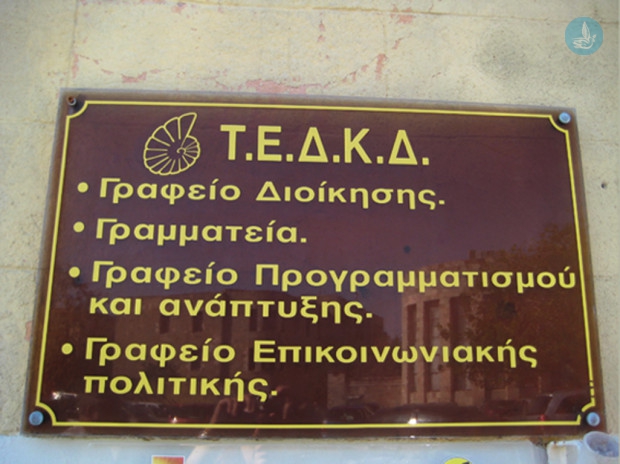 Τ.Ε.Δ.Κ.Δ.
• Γραφείο Διοίκησης.
• Γραμματεία.
• Γραφείο Προγραμματισμού
και ανάπτυξης.
• Γραφείο Επικοινωνιακής
πολιτικής.